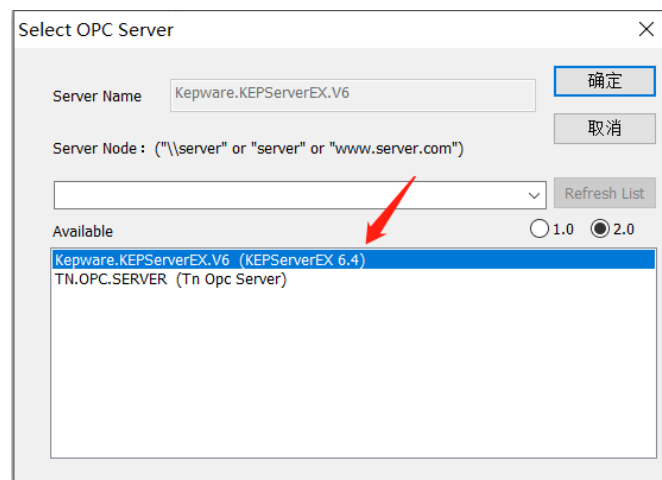 Select OPC Server
Server Name
Kepware.KEPServerEX.V6
确定
取消
Server Node：("\\server" or "server" or "www.server.com")
Refresh List
Available
1.0
2.0
Kepware.KEPServerEX.V6 (KEPServerEX 6.4)
TN.OPC.SERVER (Tn Opc Server)